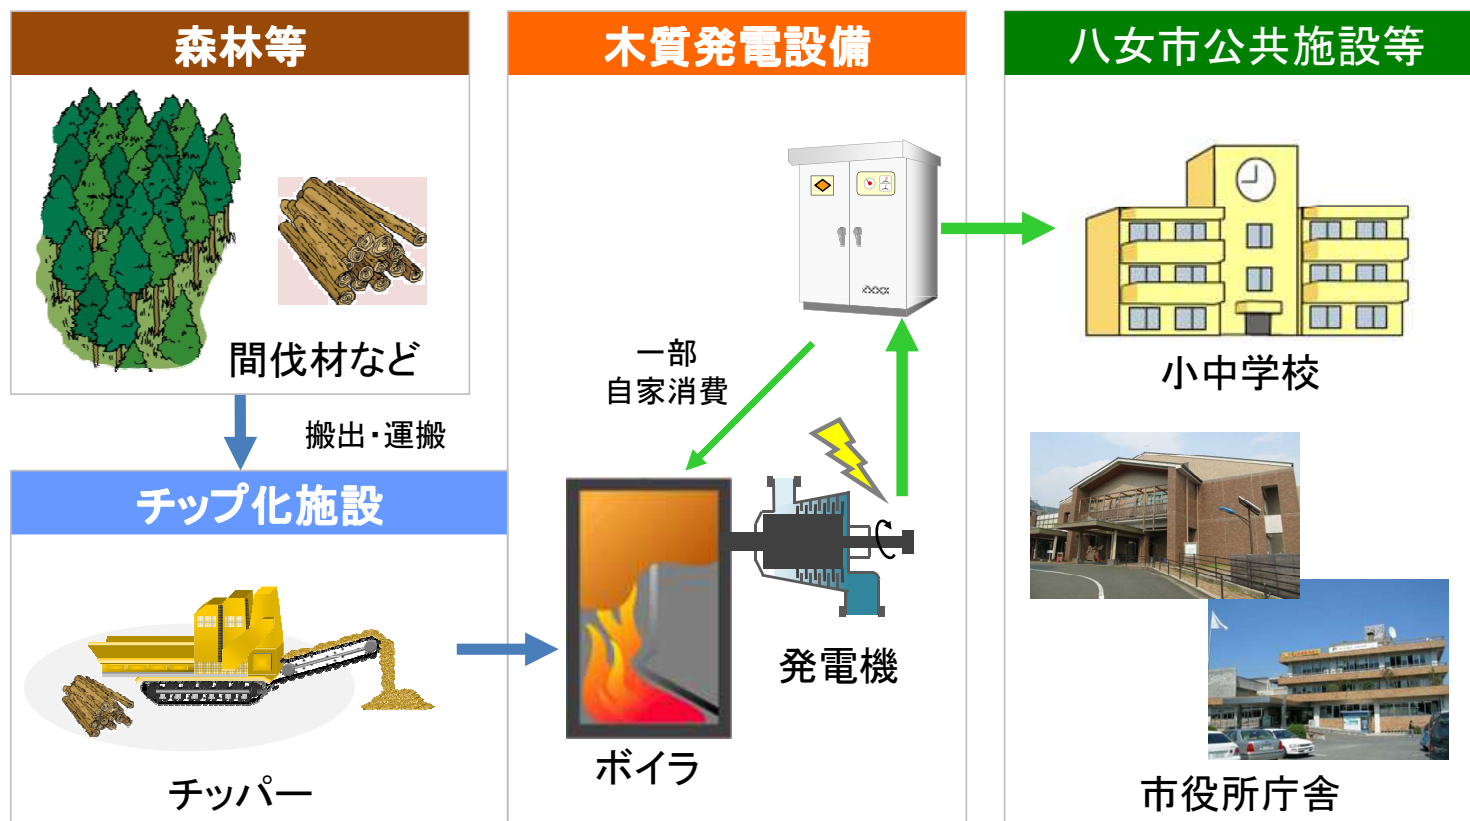 森林等
間伐材など
搬出・運搬
チップ化施設
チッパー
木質発電設備
一部
自家消費
発電機
ボイラ
八女市公共施設等
小中学校
市役所庁舎